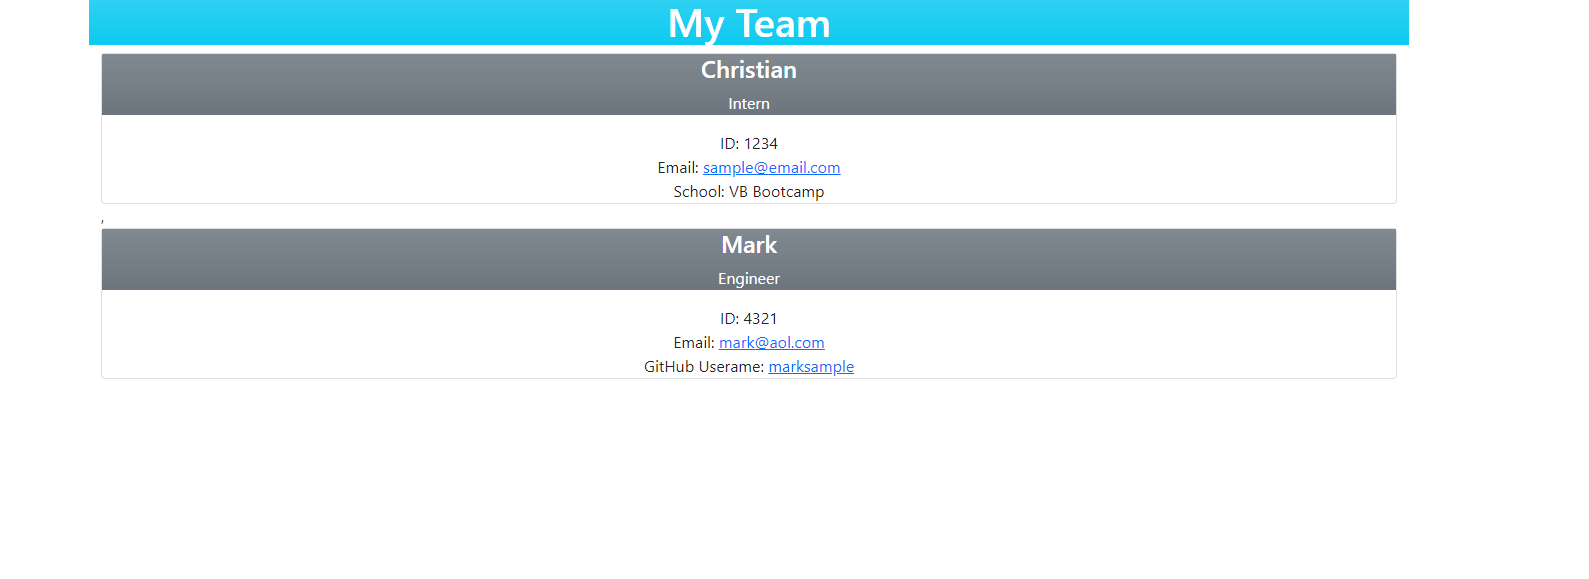 My Team
Christian
Intern
ID: 1234
Email: sample@email.com
School: VB Bootcamp
,
Mark
Engineer
ID: 4321
Email: mark@aol.com
GitHub Userame: marksample